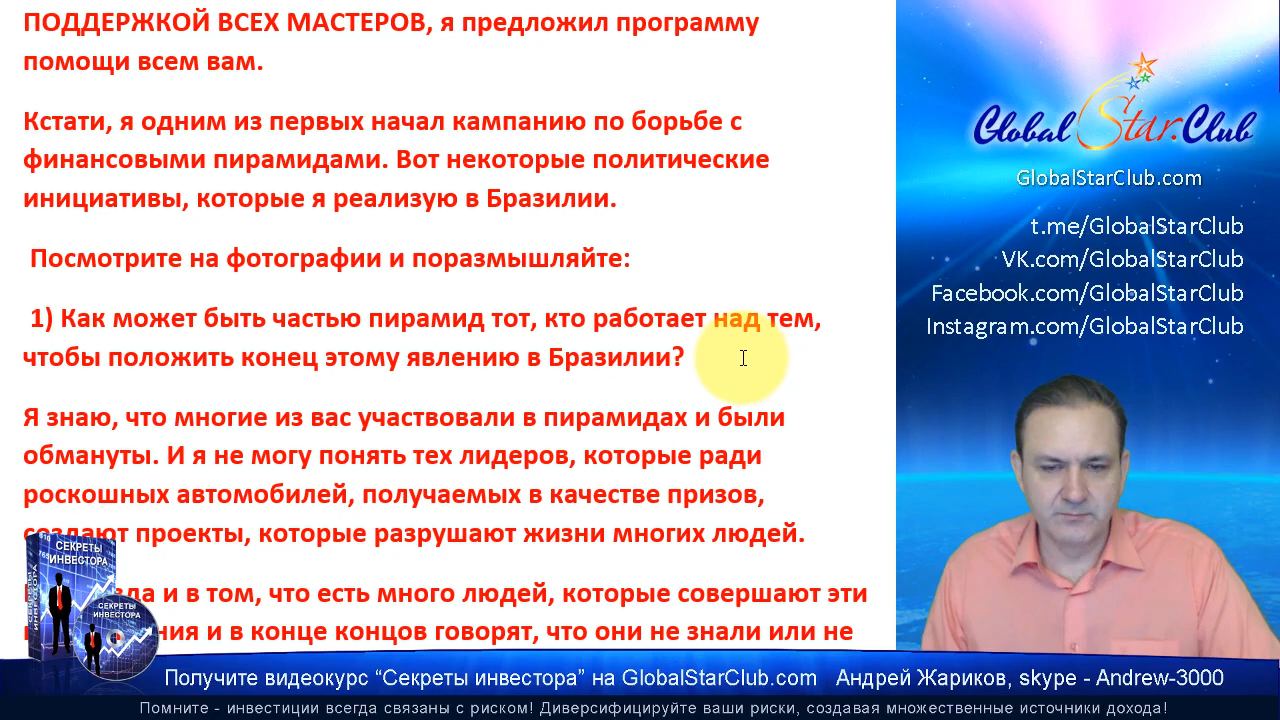 ПОДДЕРЖКОЙ ВСЕХ МАСТЕРОВ, я предложил программу
помощи всем вам.
Кстати, я одним из первых начал кампанию по борьбе с
финансовыми пирамидами. Вот некоторые политические
инициативы, которые я реализую в Бразилии.
Посмотрите на фотографии и поразмышляйте:
1) Как может быть частью пирамид тот, кто работает над тем,
чтобы положить конец этому явлению в Бразилии?
Я знаю, что многие из вас участвовали в пирамидах и были
обмануты. И я не могу понять тех лидеров, которые ради
роскошных автомобилей, получаемых в качестве призов,
создают проекты, которые разрушают жизни многих людей.
и в том, что есть много людей, которые совершают эти
и в конце концов говорят, что они не знали или не
СЕКРЕТЫ
ИНВЕСТОРА
СЕКРЕТЫ
ИНВЕСТОРА
СЕКРЕТЫ
ИНВЕСТОРА
Global Star.Club
GlobalStarClub.com
t.me/GlobalStarClub
VK.com/GlobalStarClub
Facebook.com/GlobalStarClub
Instagram.com/GlobalStarClub
Получите видеокурс “Секреты инвестора” на GlobalStarClub.com Андрей Жариков, skype - Andrew-3000
Помните - инвестиции всегда связаны с риском! Диверсифицируйте ваши риски, создавая множественные источники дохода!